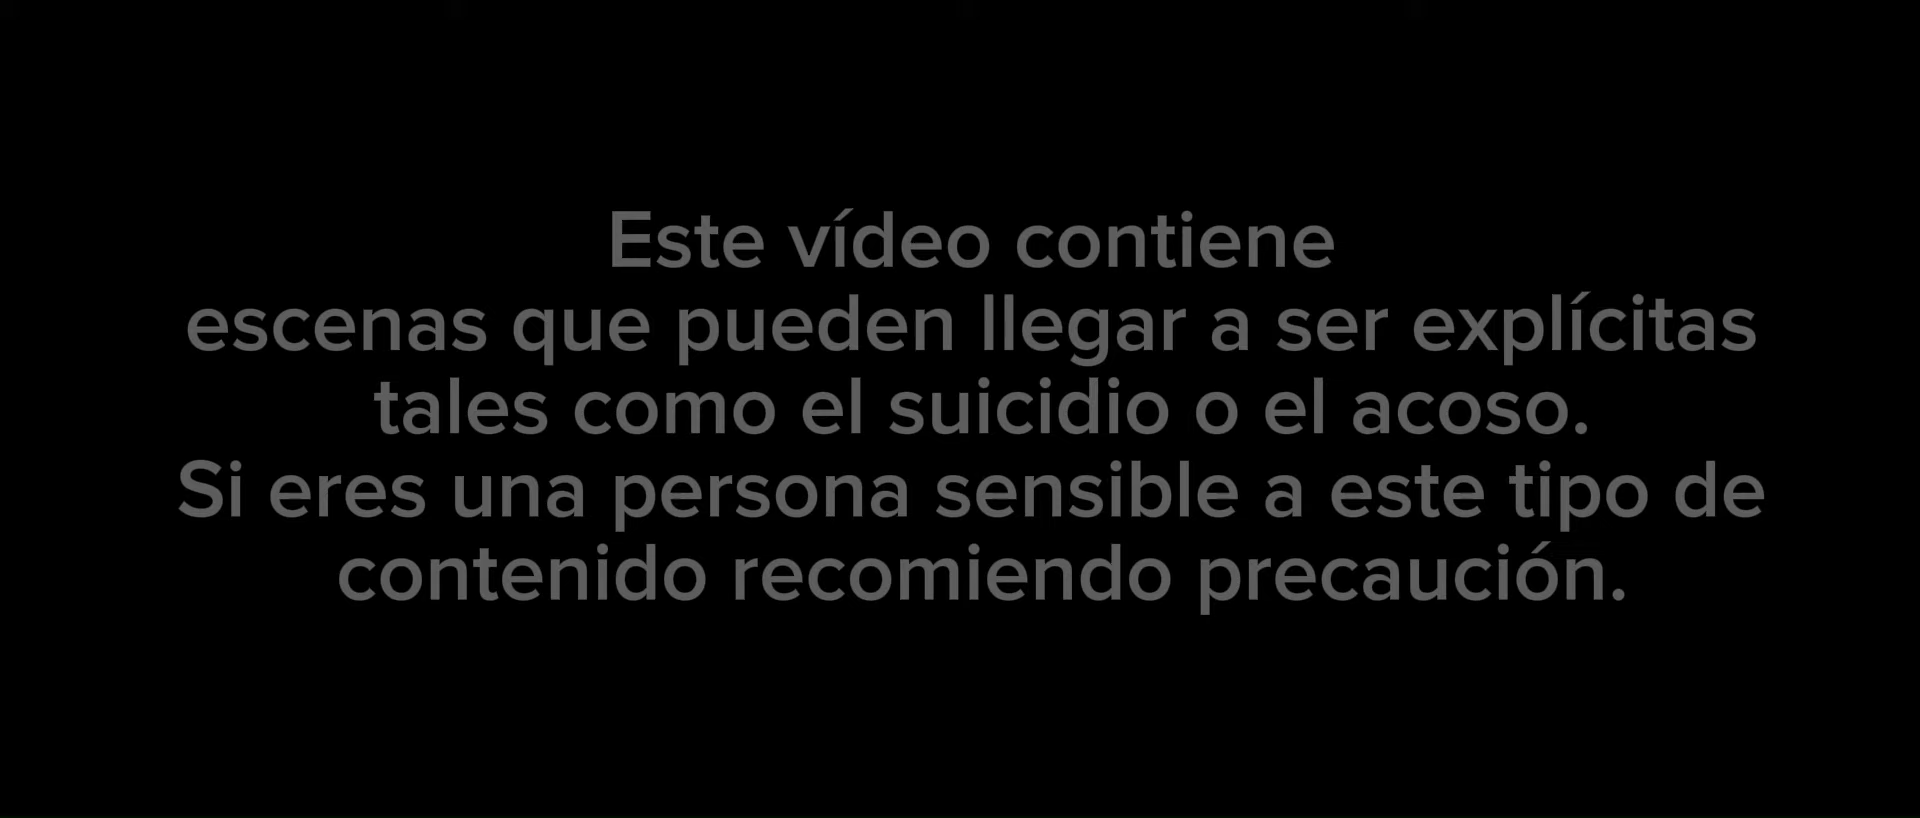 Este vídeo contiene
escenas que pueden llegar a ser explícitas
tales como el suicidio o el acoso.
Si eres una persona sensible a este tipo de
contenido recomiendo precaución.